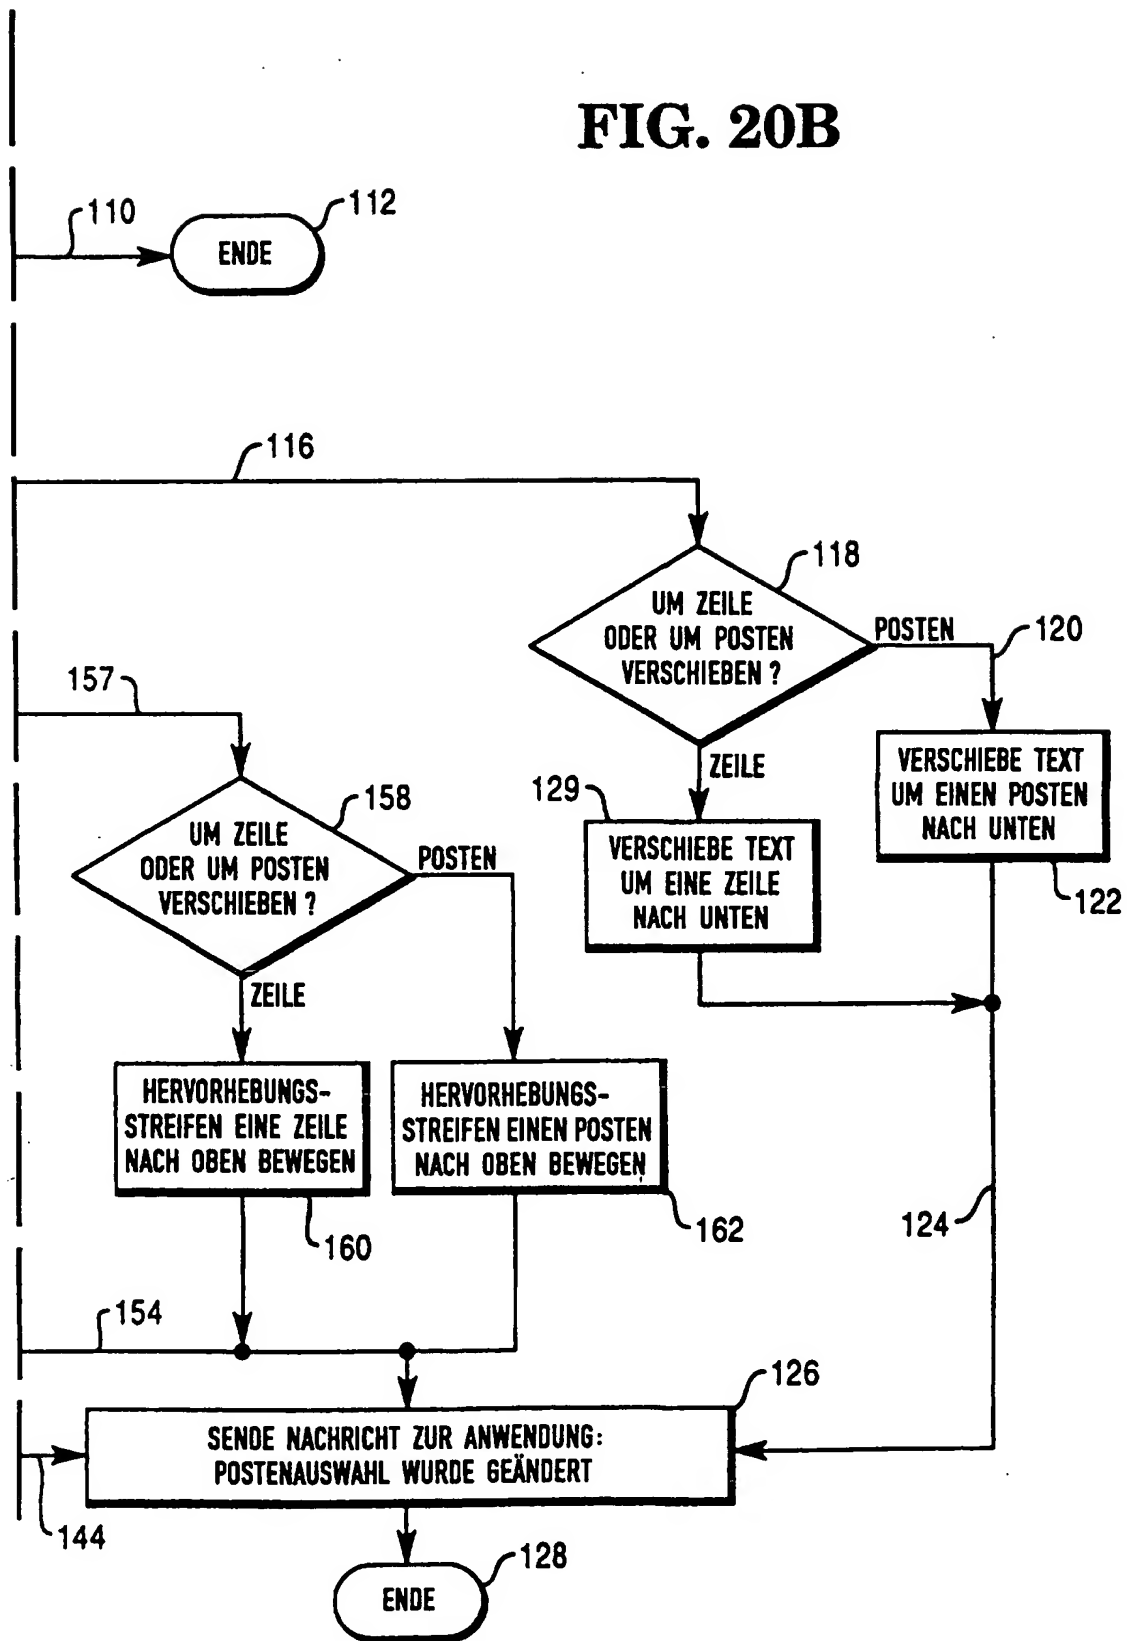 FIG. 20B
110
112
ENDE
116
118
UM ZEILE
ODER UM POSTEN
VERSCHIEBEN ?
POSTEN
120
157
ZEILE
129
VERSCHIEBE TEXT
UM EINEN POSTEN
NACH UNTEN
122
158
UM ZEILE
ODER UM POSTEN
VERSCHIEBEN ?
POSTEN
VERSCHIEBE TEXT
UM EINE ZEILE
NACH UNTEN
ZEILE
HERVORHEBUNGS-
STREIFEN EINE ZEILE
NACH OBEN BEWEGEN
160
HERVORHEBUNGS-
STREIFEN EINEN POSTEN
NACH OBEN BEWEGEN
162
124
154
126
SENDE NACHRICHT ZUR ANWENDUNG:
POSTENAUSWAHL WURDE GEÄNDERT
144
128
ENDE